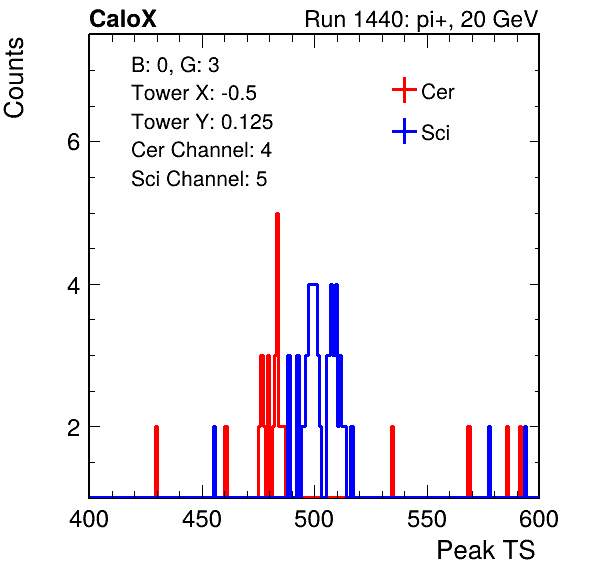 CaloX Run 1440: pi+, 20 GeV
Counts
B: 0, G: 3
Tower X: -0.5
Tower Y: 0.125
Cer Channel: 4
Sci Channel: 5
Cer
Sci
6
4
2
400 450 500 550 600
Peak TS